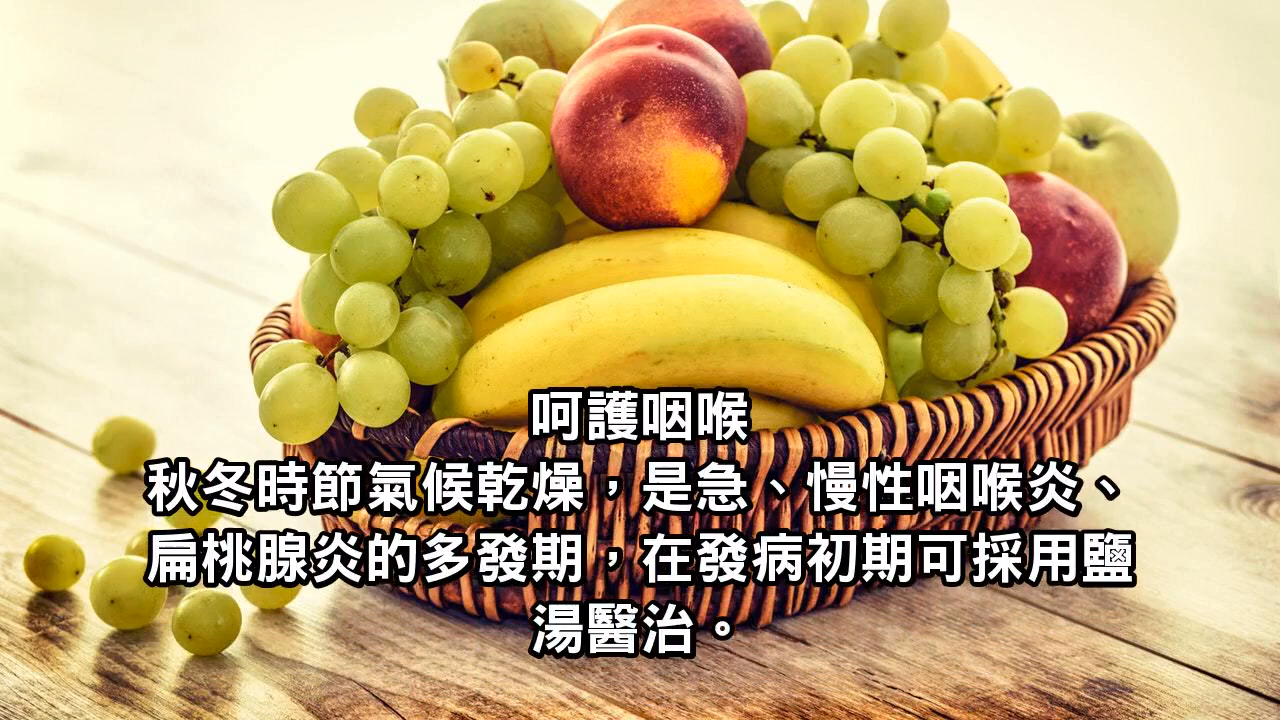 呵護咽喉
秋冬時節氣候乾燥，是急、慢性咽喉炎、
扁桃腺炎的多發期，在發病初期可採用鹽
湯醫治。